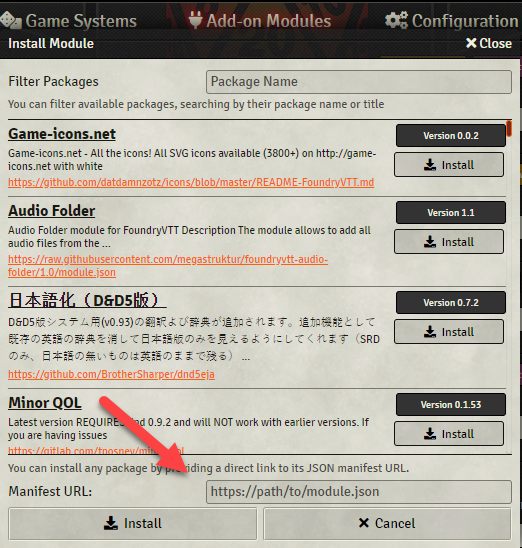 Game Systems Add-on Modules Configuration
Install Module Close
Filter Packages Package Name
You can filter available packages, searching by their package name or title
Game-icons.net Version 0.0.2
Game-icons.net - All the icons! All SVG icons available (3800+) on http://game-
icons.net with width Install
https://github.com/datdamnzotz/icons/blob/master/README-FoundryVTT.md
Audio Folder Version 1.1
Audio Folder module for FoundryVTT Description The module allows to add all
audio files from the ... Install
https://raw.githubusercontent.com/megastruktur/foundryvtt-audio-
folder/1.0/module.json
日本語化（D&D5版） Version 0.7.2
D&D5版システム用(v0.93)の翻訳よび辞典が追加されます。追加機能として
既存の英語の辞典を消して日本語版のみを見えるようにしてくれます（SRD Install
のみ、日本語の無いものは英語のままで残る） ...
https://github.com/BrotherSharper/dnd5eja
Minor QOL Version 0.1.53
Latest version REQUIRES nd 0.9.2 and will NOT work with earlier versions. If
you are having issues Install
https://gitlab.com/tposney/
You can install any package by providing a direct link to its JSON manifest URL.
Manifest URL: https://path/to/module.json
Install Cancel